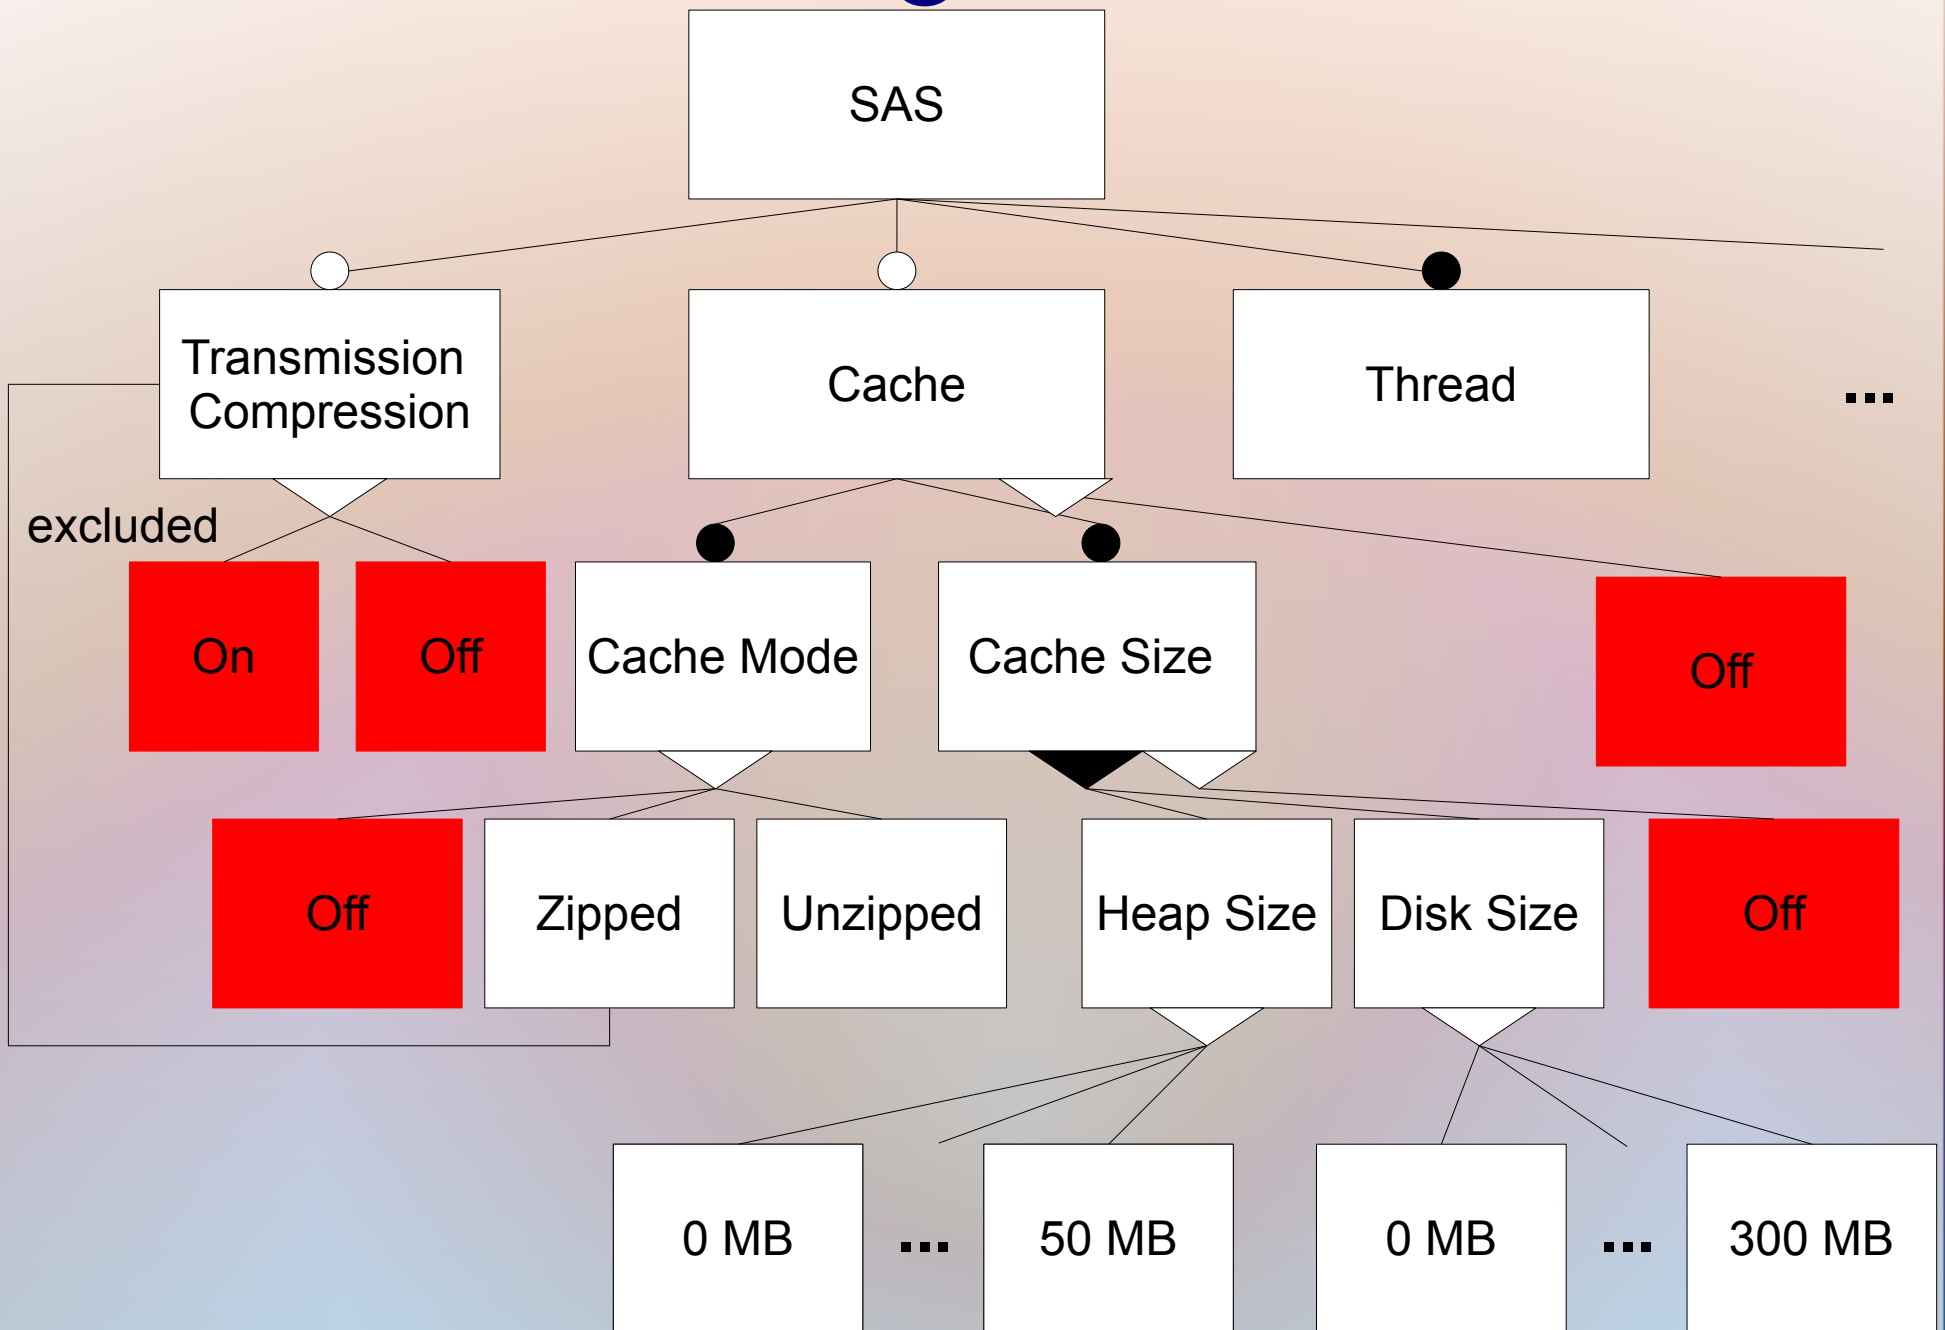 SAS
Transmission
Compression
Cache
Thread
...
excluded
On
Off
Cache Mode
Cache Size
Off
Off
Zipped
Unzipped
Heap Size
Disk Size
Off
0 MB
...
50 MB
0 MB
...
300 MB